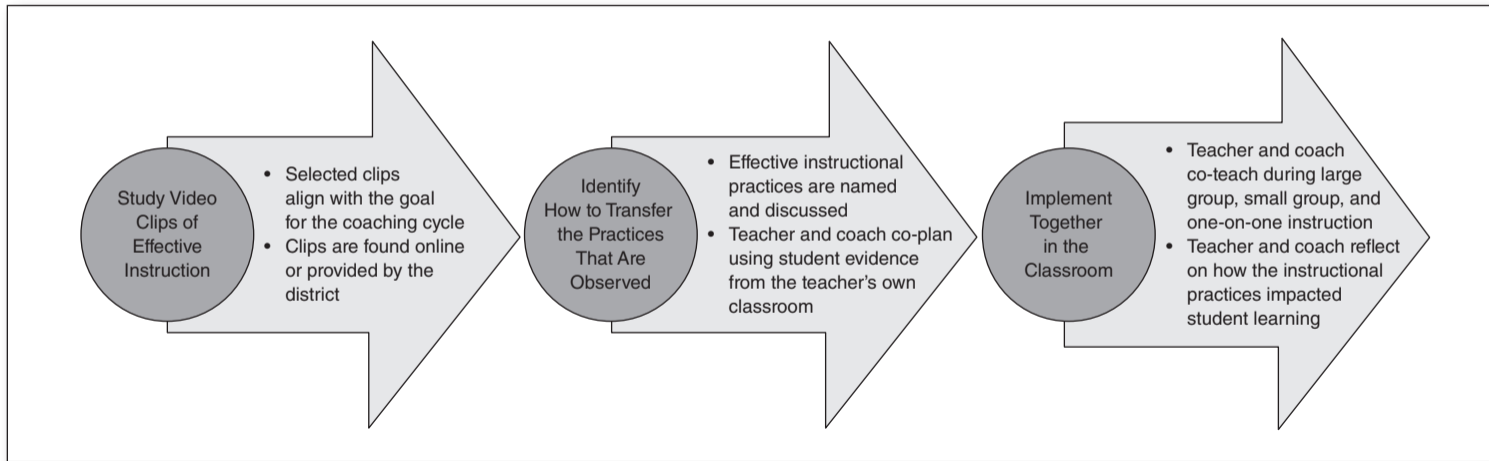 Study Video
Clips of
Effective
Instruction
• Selected clips
align with the goal
for the coaching cycle
• Clips are found online
or provided by the
district
Identify
How to Transfer
the Practices
That Are
Observed
• Effective instructional
practices are named
and discussed
• Teacher and coach co-plan
using student evidence
from the teacher's own
classroom
Implement
Together
in the
Classroom
• Teacher and coach
co-teach during large
group, small group, and
one-on-one instruction
• Teacher and coach reflect
on how the instructional
practices impacted
student learning